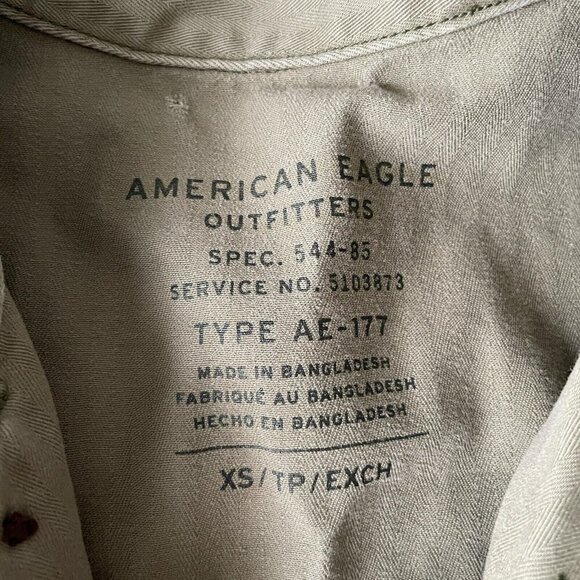 AMERICAN EAGLE
OUTFITTERS
SPEC. 544-85
SERVICE NO. 5103873
TYPE AE-177
MADE IN BANGLADESH
FABRIQUÉ AU BANGLADESH
HECHO EN BANGLADESH
XS/TP/EXCH